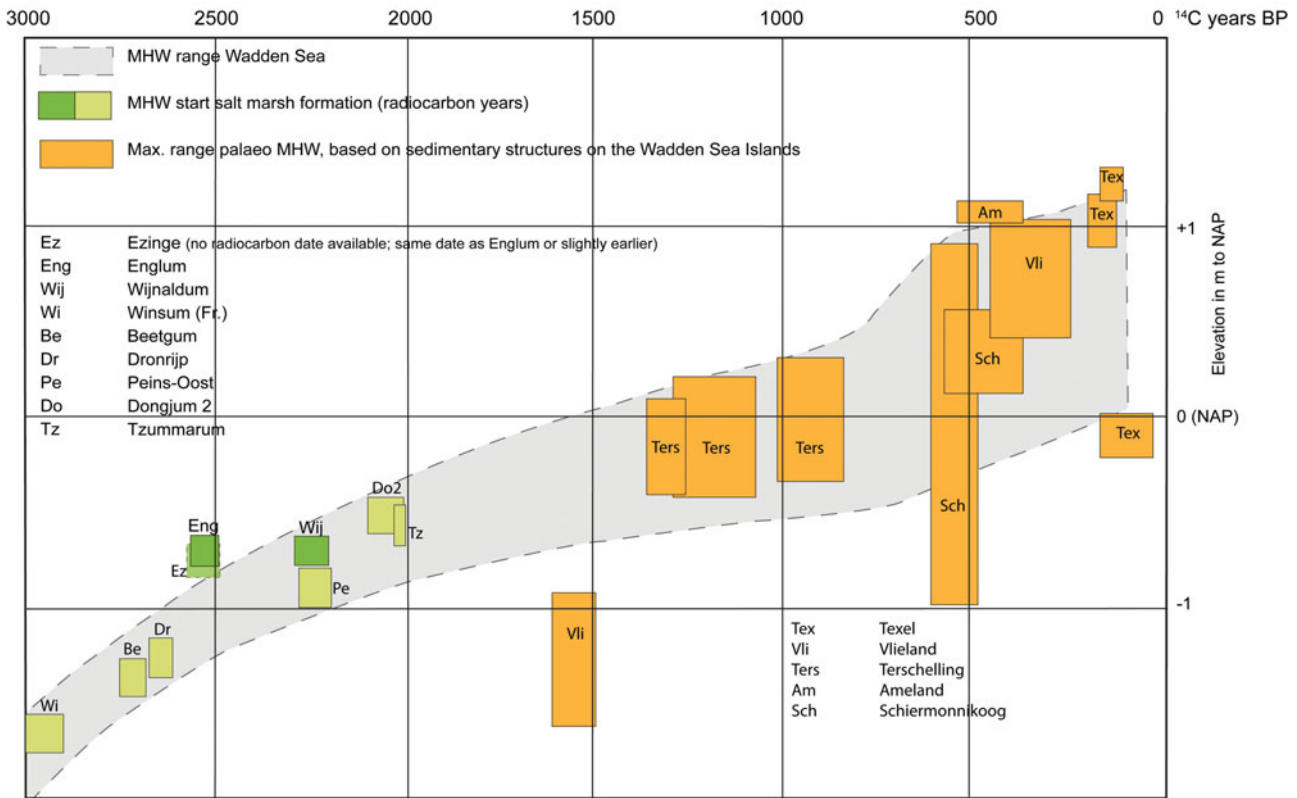 3000 2500 2000 1500 1000 500 0 ¹⁴C years BP
MHW range Wadden Sea
MHW start salt marsh formation (radiocarbon years)
Max. range palaeo MHW, based on sedimentary structures on the Wadden Sea Islands
Ez Ezinge (no radiocarbon date available; same date as Englum or slightly earlier)
Eng Englum
Wij Wijnaldum
Wi Winsum (Fr.)
Be Beetgum
Dr Dronrijp
Pe Peins-Oost
Do Dongjum 2
Tz Tzummarum
Tex
Tex
Am
Vli
Sch
Sch
Tex
Ters
Ters
Ters
Do2
Tz
Eng
Ez
Wij
Pe
Dr
Be
Wi
Vli
+1
0 (NAP)
-1
Elevation in m to NAP
Tex Texel
Vli Vlieland
Ters Terschelling
Am Ameland
Sch Schiermonnikoog